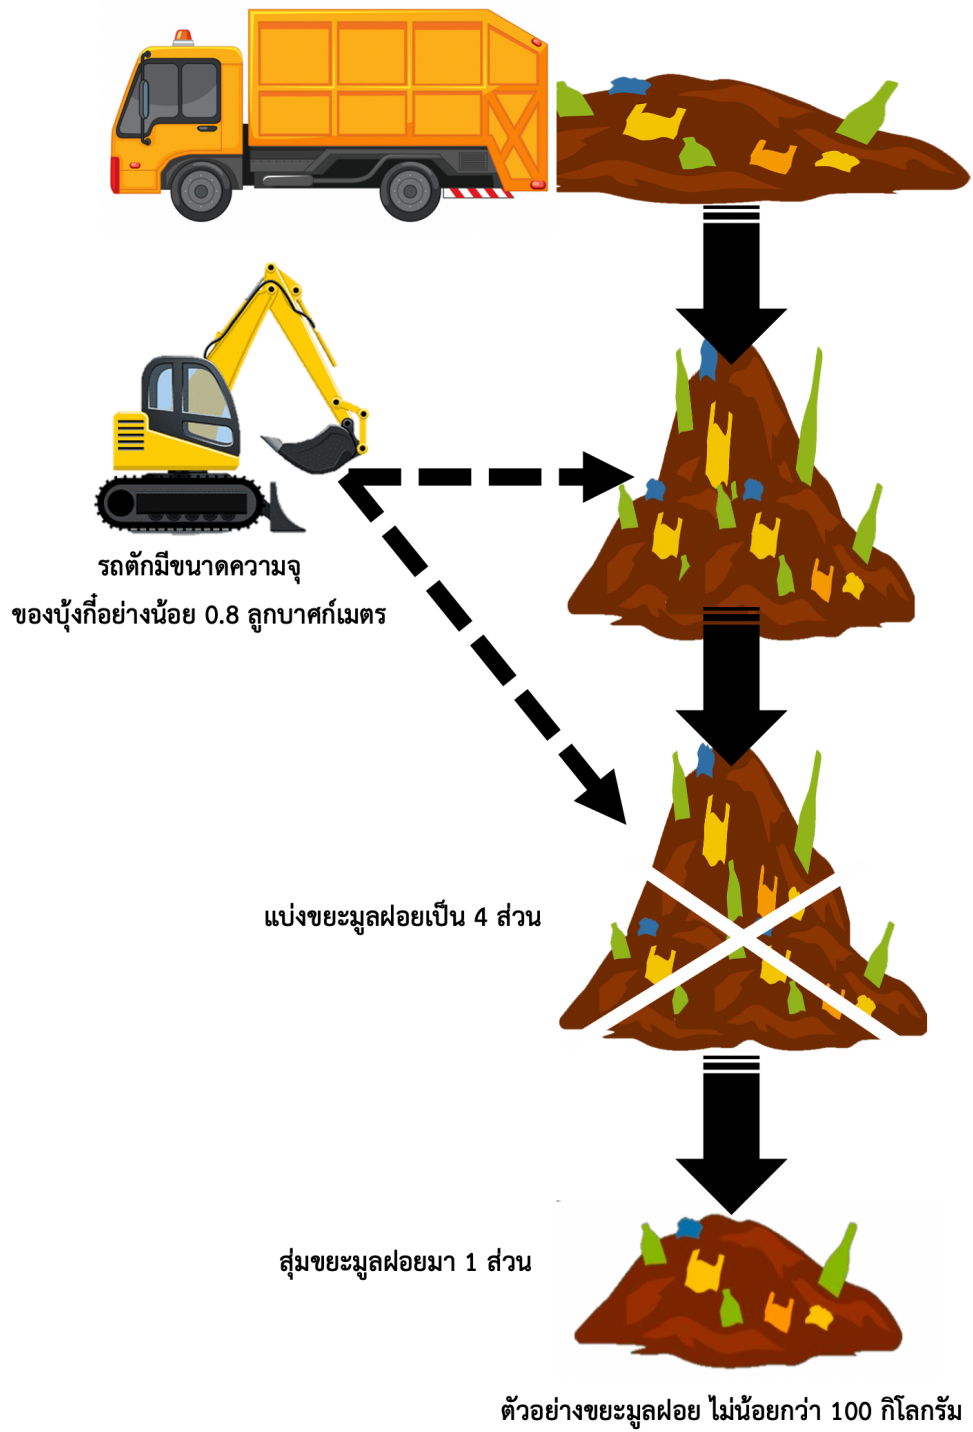 รถตักมีขนาดความจุ
ของบุ้งกี๋อย่างน้อย 0.8 ลูกบาศก์เมตร
แบ่งขยะมูลฝอยเป็น 4 ส่วน
สุ่มขยะมูลฝอยมา 1 ส่วน
ตัวอย่างขยะมูลฝอย ไม่น้อยกว่า 100 กิโลกรัม